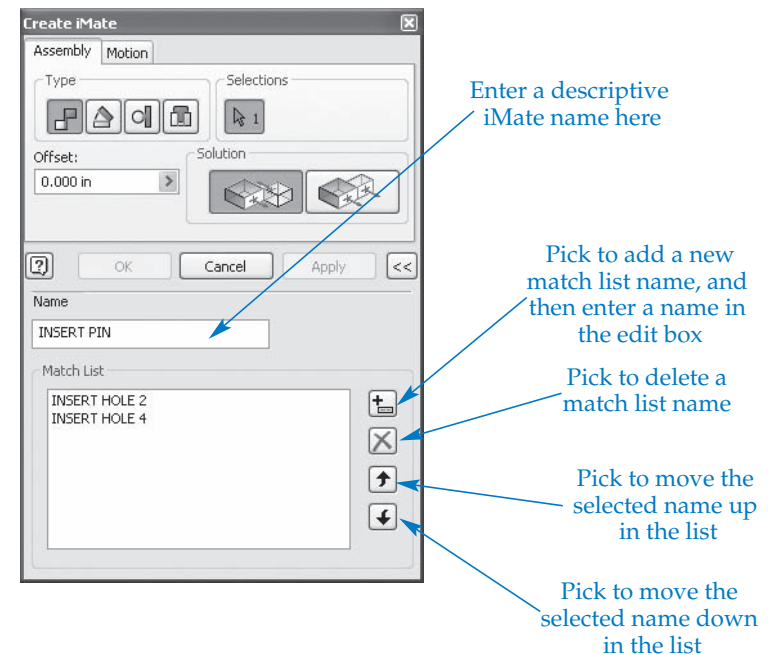 Create iMate
Assembly Motion
Type
Selections
1
Offset:
0.000 in
Solution
Enter a descriptive
iMate name here
OK Cancel Apply <<
Name
INSERT PIN
Match List
INSERT HOLE 2
INSERT HOLE 4
Pick to add a new
match list name, and
then enter a name in
the edit box
Pick to delete a
match list name
Pick to move the
selected name up
in the list
Pick to move the
selected name down
in the list